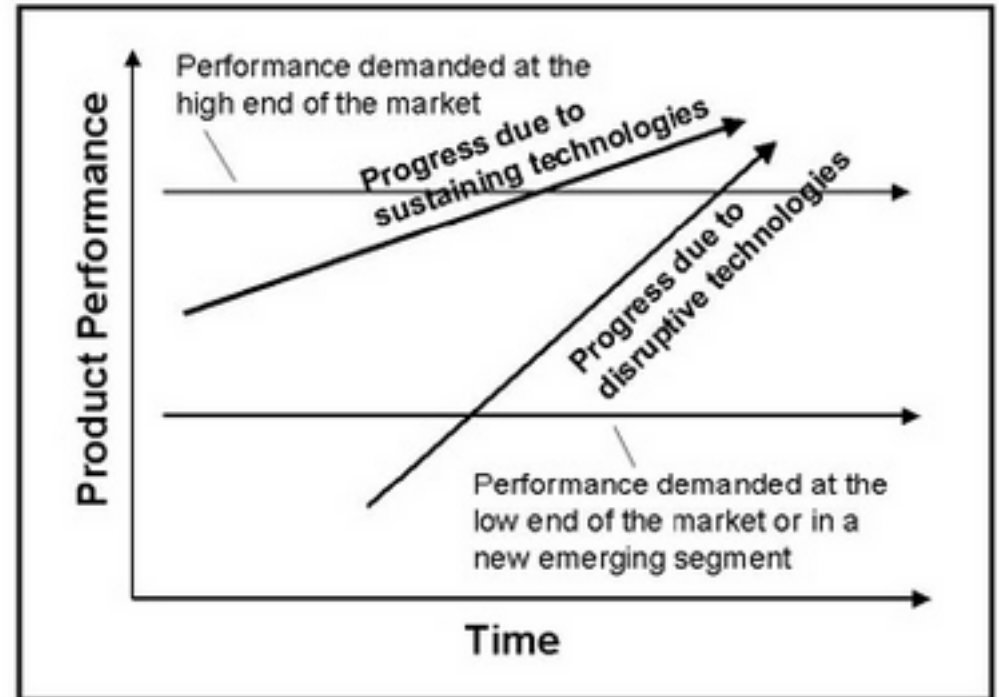 Performance demanded at the
high end of the market
Progress due to
sustaining technologies
Progress due to
disruptive technologies
Product Performance
Performance demanded at the
low end of the market or in a
new emerging segment
Time